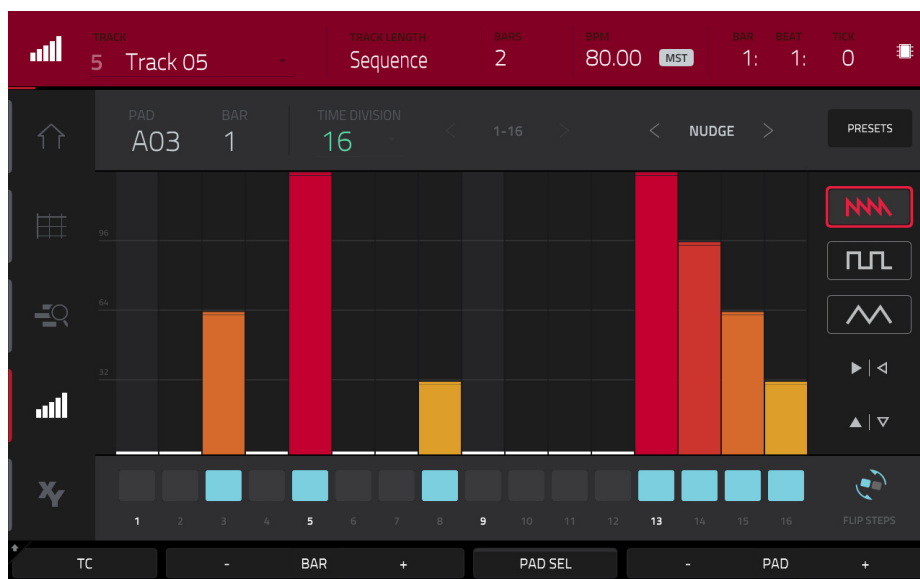 TRACK TRACK LENGTH BARS BPM BAR BEAT TICK
5 Track 05 Sequence 2 80.00 MST 1: 1: 0
PAD BAR TIME DIVISION
A03 1 16 < 1-16 > < NUDGE > PRESETS
96
64
32
1 2 3 4 5 6 7 8 9 10 11 12 13 14 15 16
XY
FLIP STEPS
TC - BAR + PAD SEL - PAD +